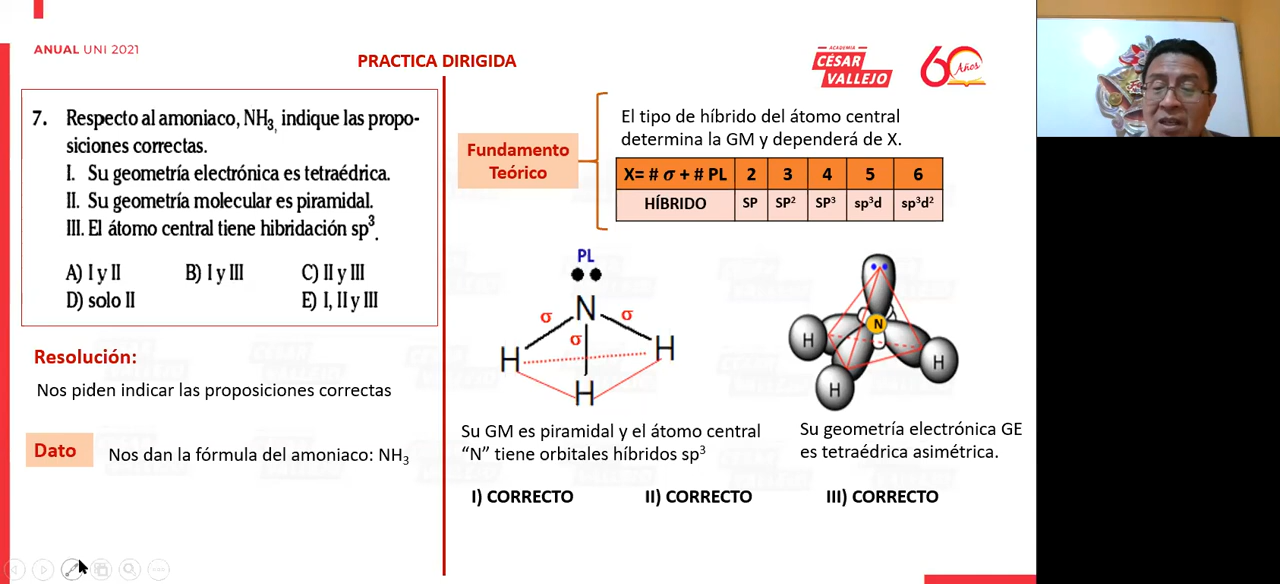 ANUAL UNI 2021
PRACTICA DIRIGIDA
ACADEMIA
CÉSAR
VALLEJO
60
Años
7. Respecto al amoniaco, NH₃, indique las propo-
siciones correctas.
I. Su geometría electrónica es tetraédrica.
II. Su geometría molecular es piramidal.
III. El átomo central tiene hibridación sp³.
A) I y II B) I y III C) II y III
D) solo II E) I, II y III
Resolución:
Nos piden indicar las proposiciones correctas
Dato
Nos dan la fórmula del amoniaco: NH₃
Fundamento
Teórico
El tipo de híbrido del átomo central
determina la GM y dependerá de X.
X= # σ + # PL 2 3 4 5 6
HÍBRIDO SP SP² SP³ sp³d sp³d²
PL
N
σ σ
σ
H H
H
N
H
H
H
Su GM es piramidal y el átomo central
“N” tiene orbitales híbridos sp³
Su geometría electrónica GE
es tetraédrica asimétrica.
I) CORRECTO II) CORRECTO III) CORRECTO